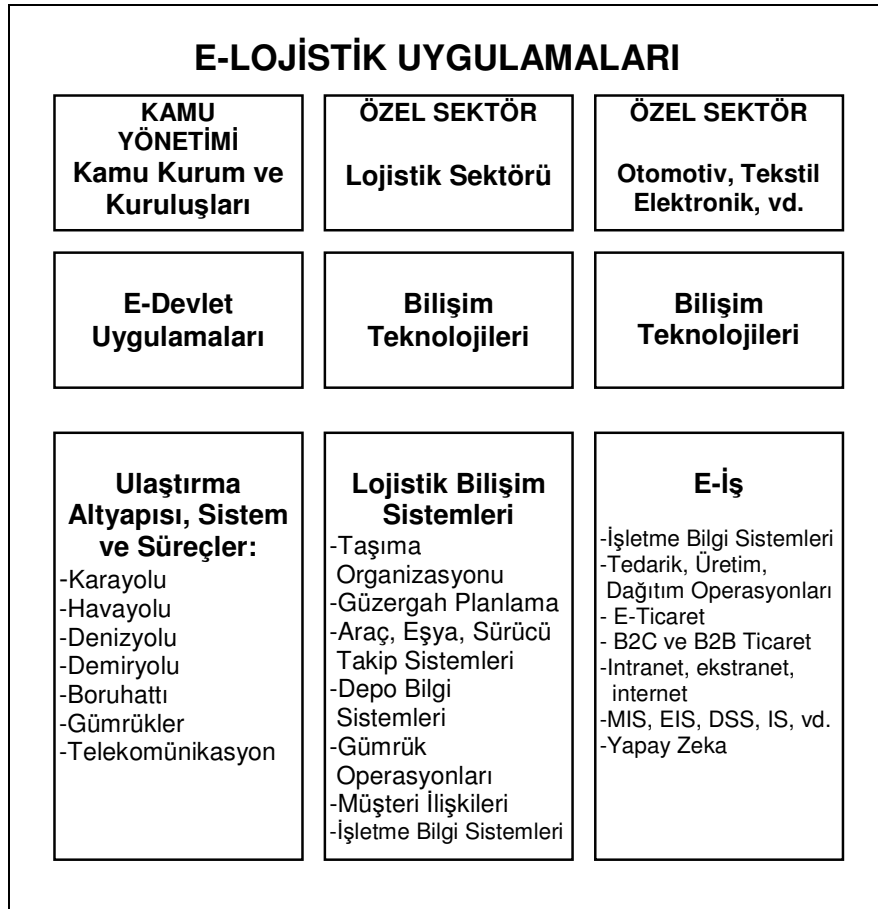 E-LOJİSTİK UYGULAMALARI
KAMU
YÖNETİMİ
Kamu Kurum ve
Kuruluşları
ÖZEL SEKTÖR
Lojistik Sektörü
ÖZEL SEKTÖR
Otomotiv, Tekstil
Elektronik, vd.
E-Devlet
Uygulamaları
Bilişim
Teknolojileri
Bilişim
Teknolojileri
Ulaştırma
Altyapısı, Sistem
ve Süreçler:
-Karayolu
-Havayolu
-Denizyolu
-Demiryolu
-Boruhattı
-Gümrükler
-Telekomünikasyon
Lojistik Bilişim
Sistemleri
-Taşıma
Organizasyonu
-Güzergah Planlama
-Araç, Eşya, Sürücü
Takip Sistemleri
-Depo Bilgi
Sistemleri
-Gümrük
Operasyonları
-Müşteri İlişkileri
-İşletme Bilgi Sistemleri
E-İş
-İşletme Bilgi Sistemleri
-Tedarik, Üretim,
Dağıtım Operasyonları
- E-Ticaret
- B2C ve B2B Ticaret
-Intranet, ekstranet,
internet
-MIS, EIS, DSS, IS, vd.
-Yapay Zeka